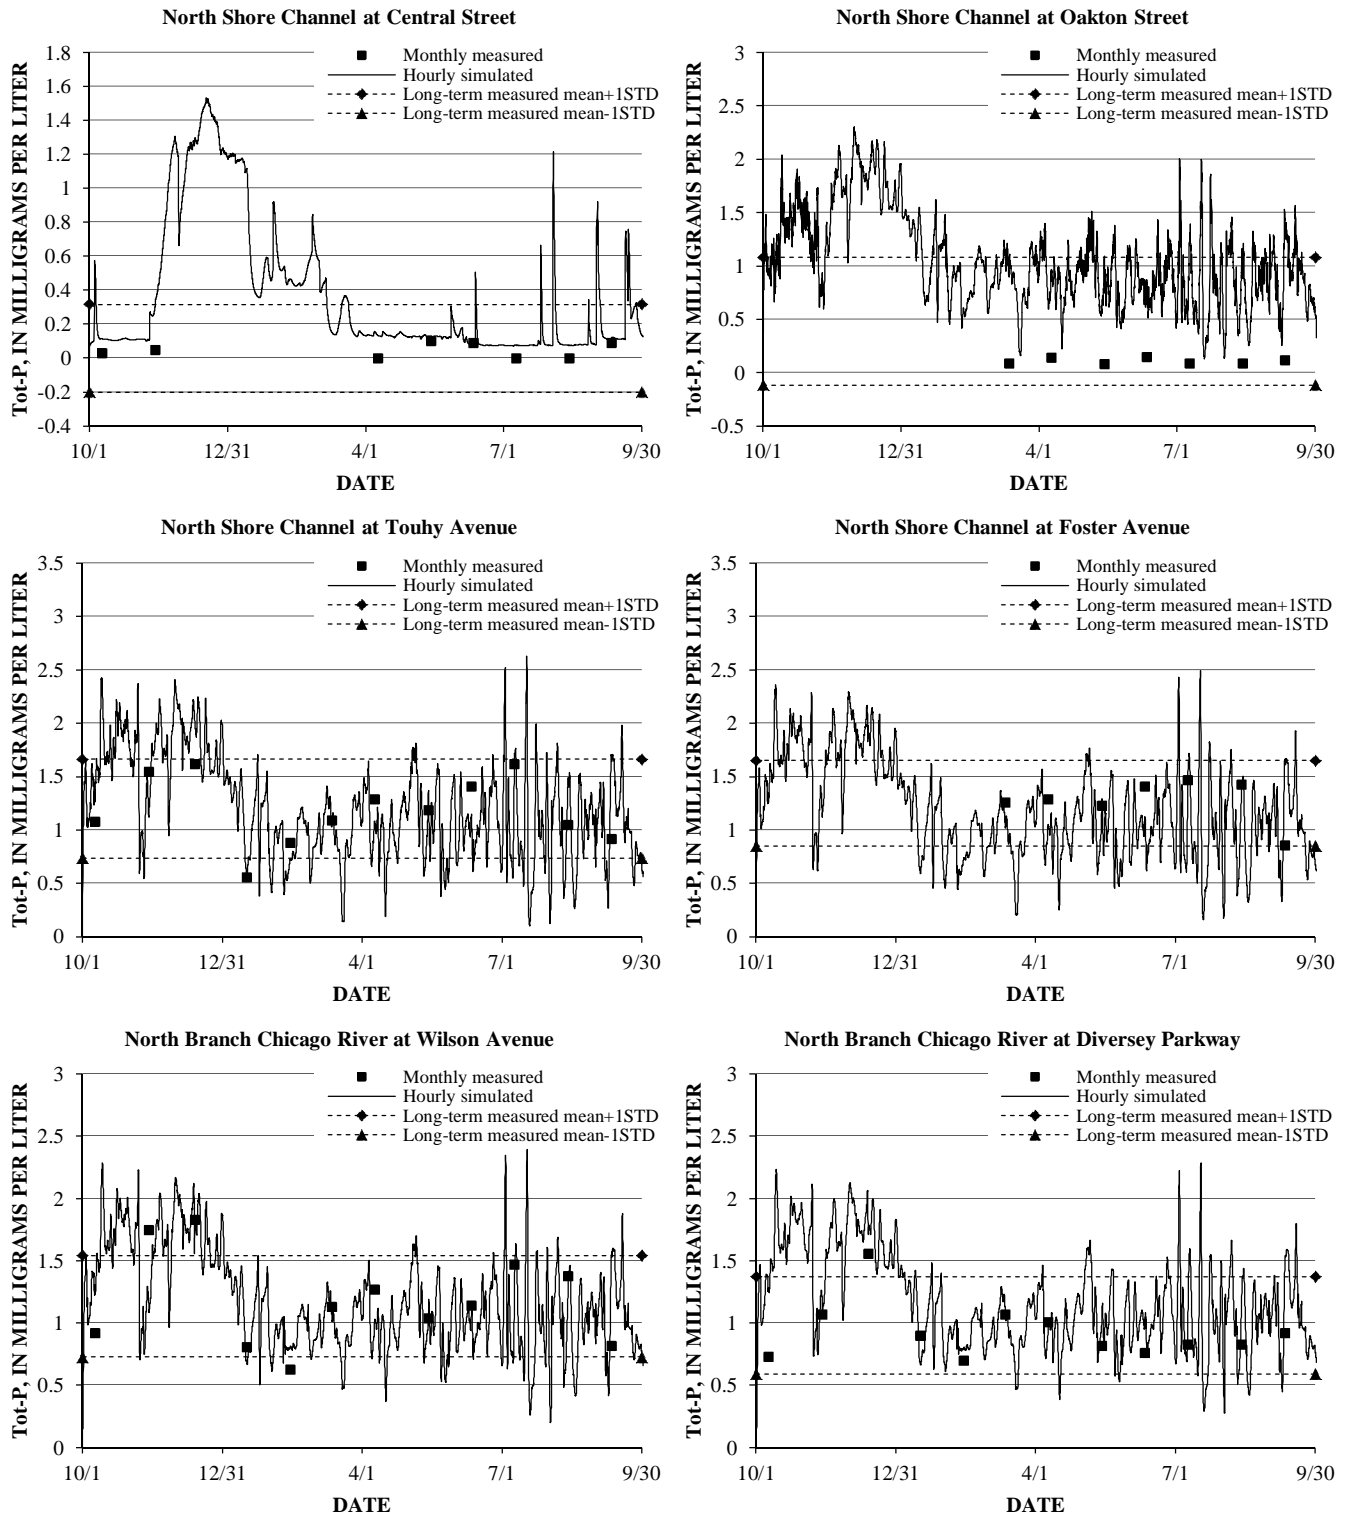 North Shore Channel at Central Street
Tot-P, IN MILLIGRAMS PER LITER
1.8
1.6
1.4
1.2
1
0.8
0.6
0.4
0.2
0
-0.2
-0.4
Monthly measured
Hourly simulated
Long-term measured mean+1STD
Long-term measured mean-1STD
10/1 12/31 4/1 7/1 9/30
DATE
North Shore Channel at Oakton Street
Tot-P, IN MILLIGRAMS PER LITER
3
2.5
2
1.5
1
0.5
0
-0.5
Monthly measured
Hourly simulated
Long-term measured mean+1STD
Long-term measured mean-1STD
10/1 12/31 4/1 7/1 9/30
DATE
North Shore Channel at Touhy Avenue
Tot-P, IN MILLIGRAMS PER LITER
3.5
3
2.5
2
1.5
1
0.5
0
Monthly measured
Hourly simulated
Long-term measured mean+1STD
Long-term measured mean-1STD
10/1 12/31 4/1 7/1 9/30
DATE
North Shore Channel at Foster Avenue
Tot-P, IN MILLIGRAMS PER LITER
3.5
3
2.5
2
1.5
1
0.5
0
Monthly measured
Hourly simulated
Long-term measured mean+1STD
Long-term measured mean-1STD
10/1 12/31 4/1 7/1 9/30
DATE
North Branch Chicago River at Wilson Avenue
Tot-P, IN MILLIGRAMS PER LITER
3
2.5
2
1.5
1
0.5
0
Monthly measured
Hourly simulated
Long-term measured mean+1STD
Long-term measured mean-1STD
10/1 12/31 4/1 7/1 9/30
DATE
North Branch Chicago River at Diversey Parkway
Tot-P, IN MILLIGRAMS PER LITER
3
2.5
2
1.5
1
0.5
0
Monthly measured
Hourly simulated
Long-term measured mean+1STD
Long-term measured mean-1STD
10/1 12/31 4/1 7/1 9/30
DATE